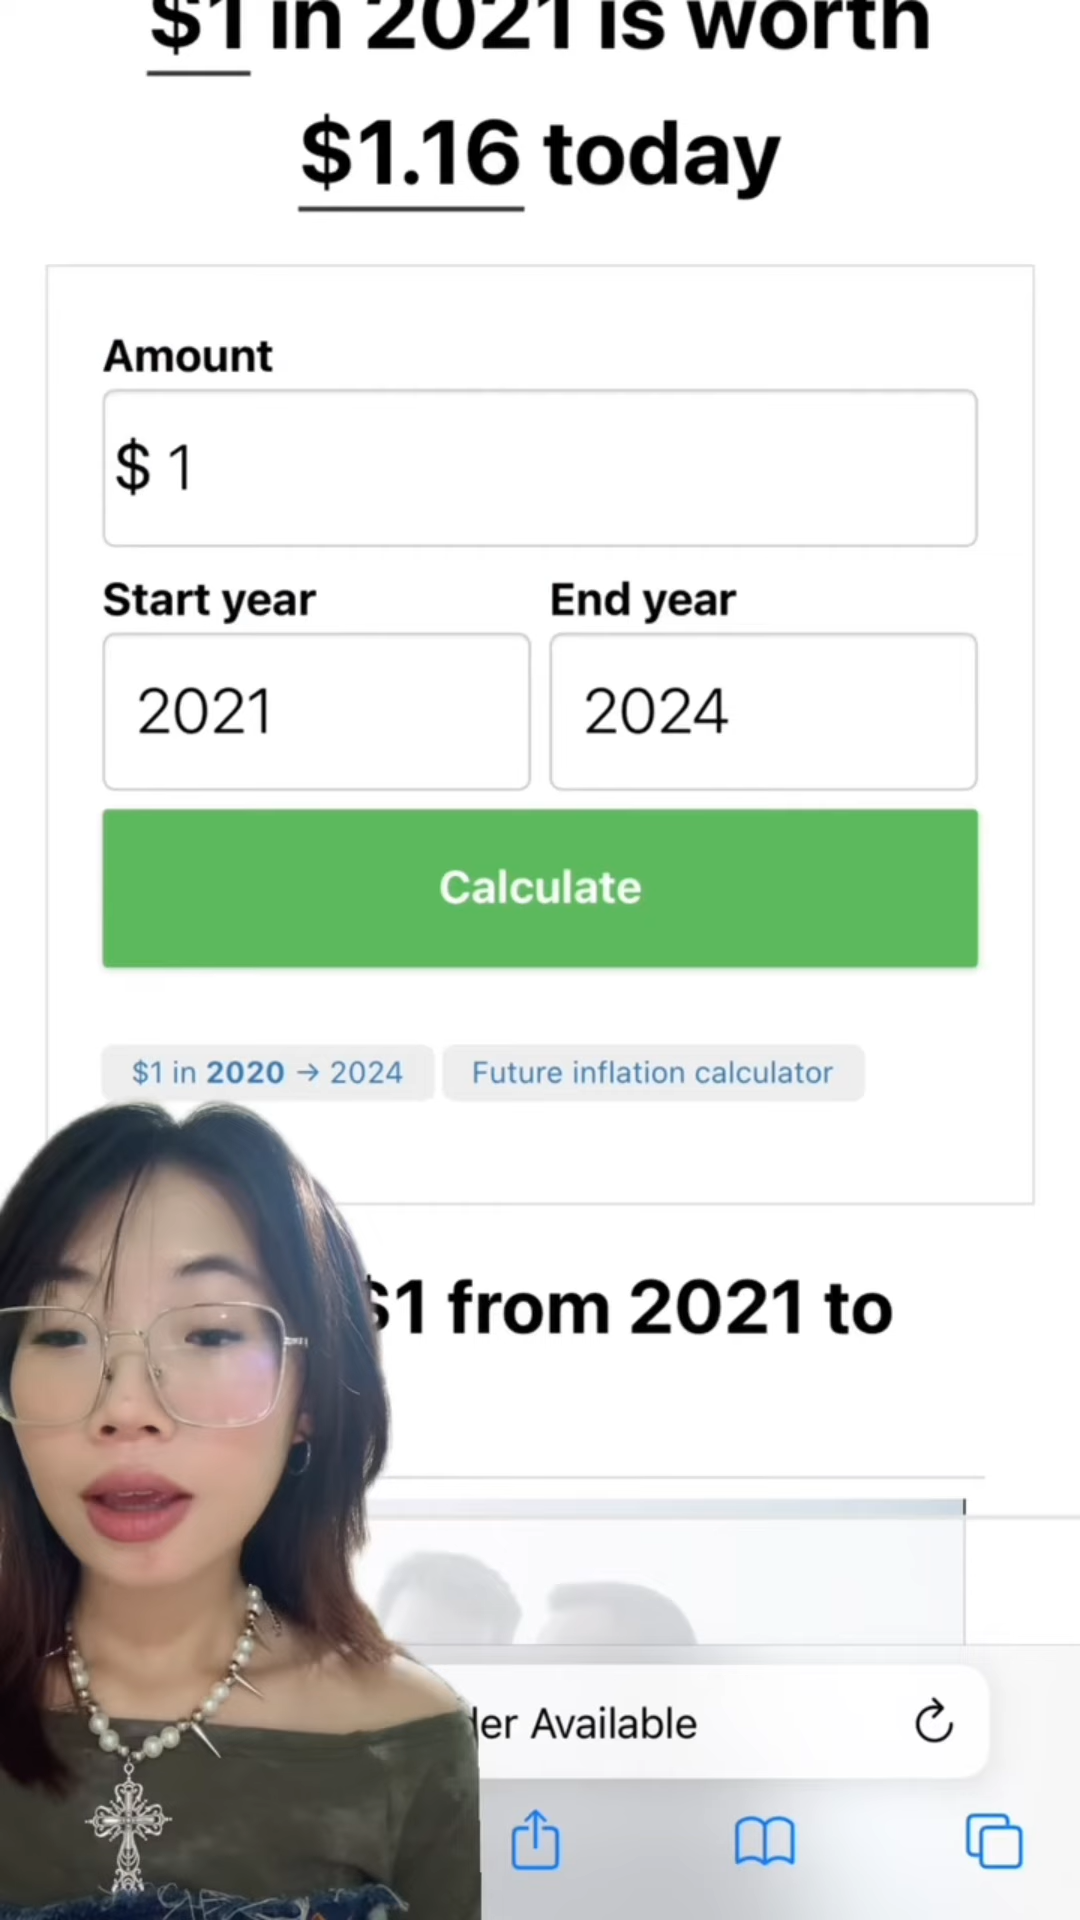 $1 in 2021 is worth
$1.16 today
Amount
$ 1
Start year
End year
2021
2024
Calculate
$1 in 2020 → 2024
Future inflation calculator
$1 from 2021 to
Available